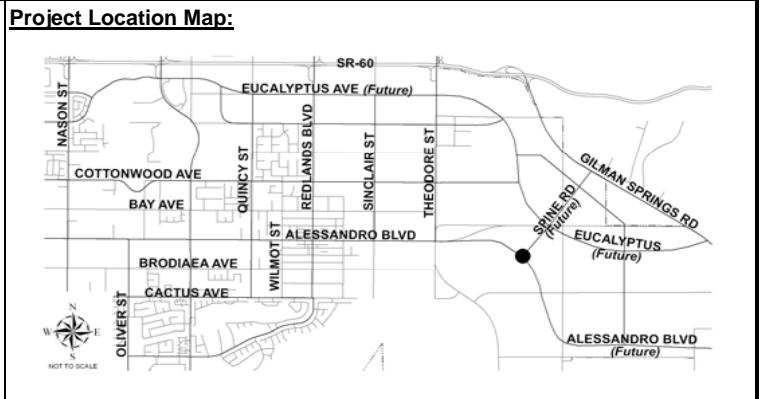 Project Location Map:
SR-60
EUCALYPTUS AVE (Future)
NASON ST
COTTONWOOD AVE
BAY AVE
QUINCY ST
REDLANDS BLVD
SINCLAIR ST
THEODORE ST
GILMAN SPRINGS RD
SPINE RD
(Future)
EUCALYPTUS
(Future)
WILMOT ST
ALESSANDRO BLVD
BRODIAEA AVE
CACTUS AVE
OLIVER ST
ALESSANDRO BLVD
(Future)
N
W
E
S
NOT TO SCALE